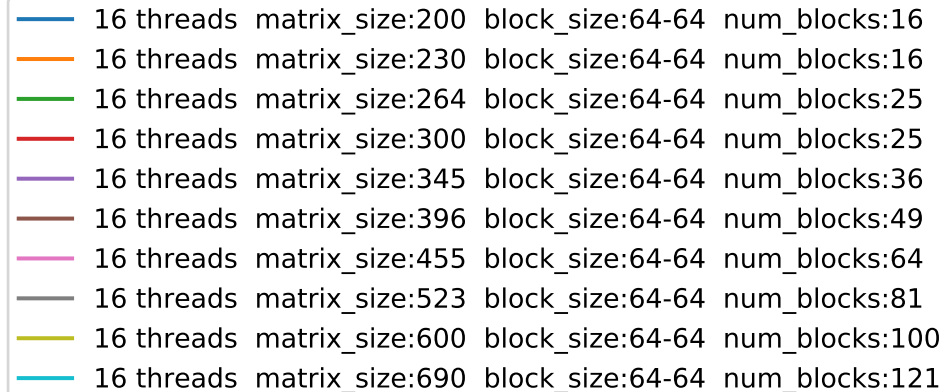 16 threads matrix_size:200 block_size:64-64 num_blocks:16
16 threads matrix_size:230 block_size:64-64 num_blocks:16
16 threads matrix_size:264 block_size:64-64 num_blocks:25
16 threads matrix_size:300 block_size:64-64 num_blocks:25
16 threads matrix_size:345 block_size:64-64 num_blocks:36
16 threads matrix_size:396 block_size:64-64 num_blocks:49
16 threads matrix_size:455 block_size:64-64 num_blocks:64
16 threads matrix_size:523 block_size:64-64 num_blocks:81
16 threads matrix_size:600 block_size:64-64 num_blocks:100
16 threads matrix_size:690 block_size:64-64 num_blocks:121